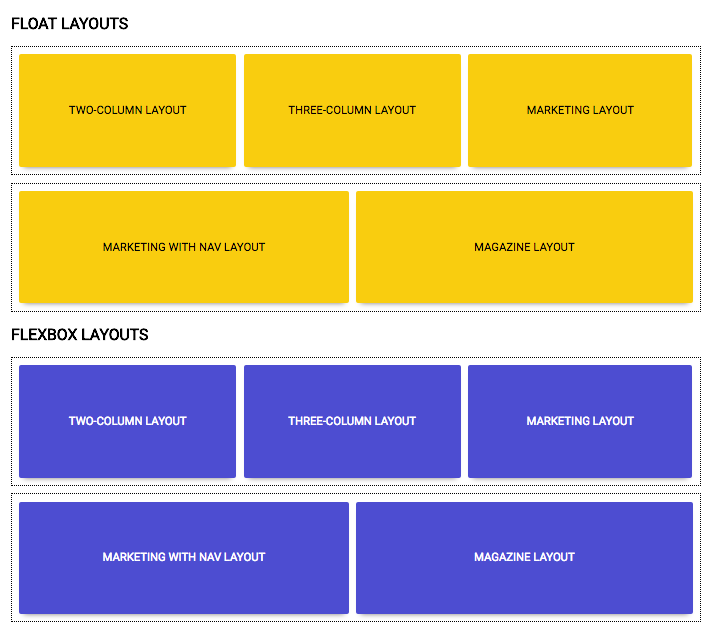 FLOAT LAYOUTS
TWO-COLUMN LAYOUT
THREE-COLUMN LAYOUT
MARKETING LAYOUT
MARKETING WITH NAV LAYOUT
MAGAZINE LAYOUT
FLEXBOX LAYOUTS
TWO-COLUMN LAYOUT
THREE-COLUMN LAYOUT
MARKETING LAYOUT
MARKETING WITH NAV LAYOUT
MAGAZINE LAYOUT